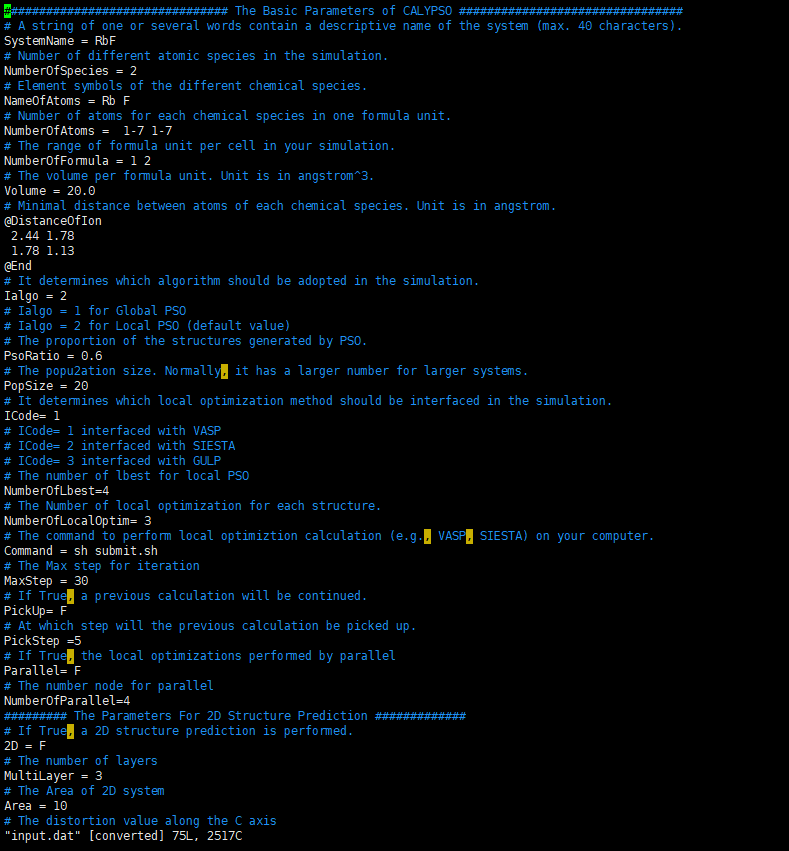 ################################ The Basic Parameters of CALYPSO ################################
# A string of one or several words contain a descriptive name of the system (max. 40 characters).
SystemName = RbF
# Number of different atomic species in the simulation.
NumberOfSpecies = 2
# Element symbols of the different chemical species.
NameOfAtoms = Rb F
# Number of atoms for each chemical species in one formula unit.
NumberOfAtoms =  1-7 1-7
# The range of formula unit per cell in your simulation.
NumberOfFormula = 1 2
# The volume per formula unit. Unit is in angstrom^3.
Volume = 20.0
# Minimal distance between atoms of each chemical species. Unit is in angstrom.
@DistanceOfIon
 2.44 1.78
 1.78 1.13
@End
# It determines which algorithm should be adopted in the simulation.
Ialgo = 2
# Ialgo = 1 for Global PSO
# Ialgo = 2 for Local PSO (default value)
# The proportion of the structures generated by PSO.
PsoRatio = 0.6
# The popu2ation size. Normally, it has a larger number for larger systems.
PopSize = 20
# It determines which local optimization method should be interfaced in the simulation.
ICode= 1
# ICode= 1 interfaced with VASP
# ICode= 2 interfaced with SIESTA
# ICode= 3 interfaced with GULP
# The number of lbest for local PSO
NumberOfLbest=4
# The Number of local optimization for each structure.
NumberOfLocalOptim= 3
# The command to perform local optimiztion calculation (e.g., VASP, SIESTA) on your computer.
Command = sh submit.sh
# The Max step for iteration
MaxStep = 30
# If True, a previous calculation will be continued.
PickUp= F
# At which step will the previous calculation be picked up.
PickStep =5
# If True, the local optimizations performed by parallel
Parallel= F
# The number node for parallel
NumberOfParallel=4
######### The Parameters For 2D Structure Prediction #############
# If True, a 2D structure prediction is performed.
2D = F
# The number of layers
MultiLayer = 3
# The Area of 2D system
Area = 10
# The distortion value along the C axis
"input.dat" [converted] 75L, 2517C